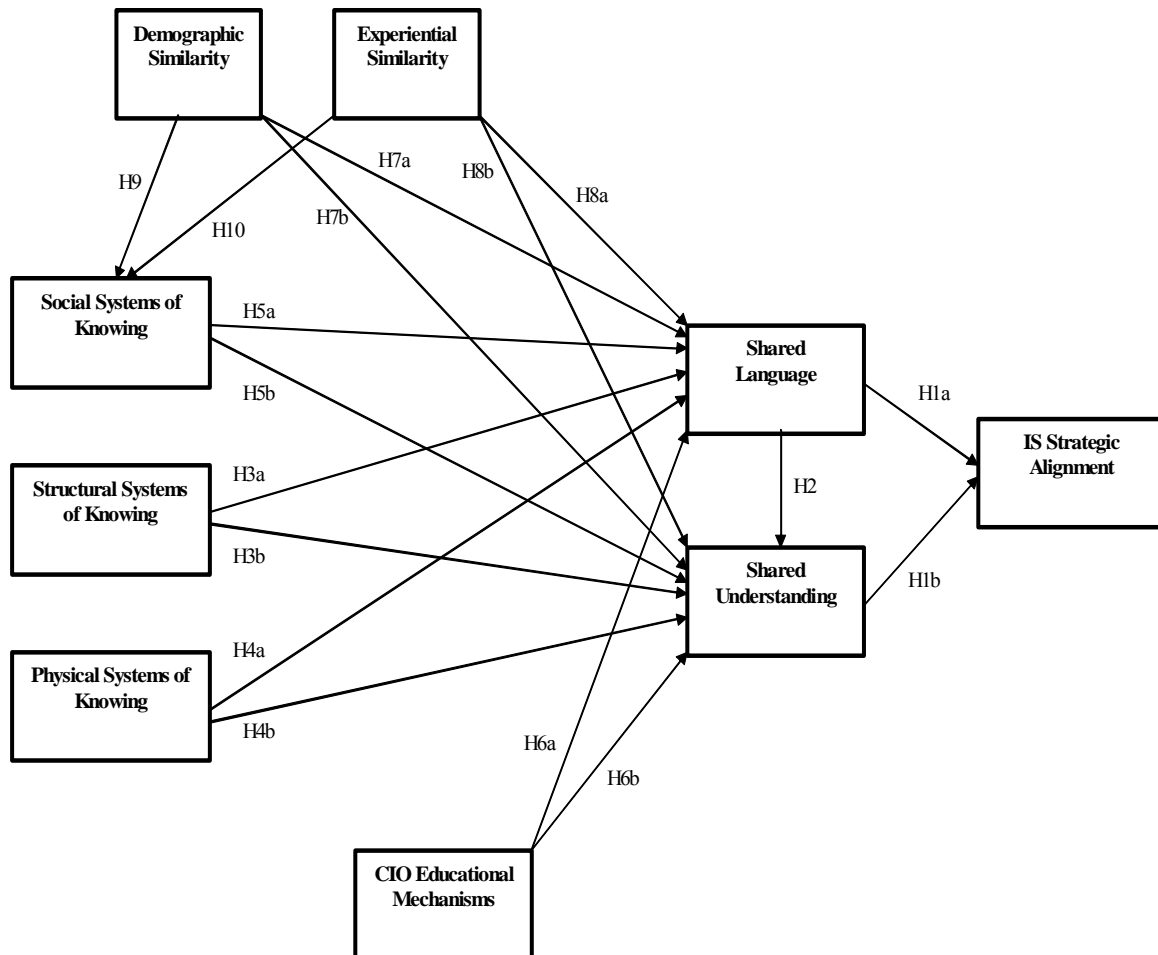 Demographic
Similarity
Experiential
Similarity
H7a
H8b
H9
H8a
H7b
H10
Social Systems of
Knowing
H5a
Shared
Language
H1a
H5b
IS Strategic
Alignment
H3a
Structural Systems
of Knowing
H2
H3b
Shared
Understanding
H1b
H4a
Physical Systems of
Knowing
H4b
H6a
H6b
CIO Educational
Mechanisms